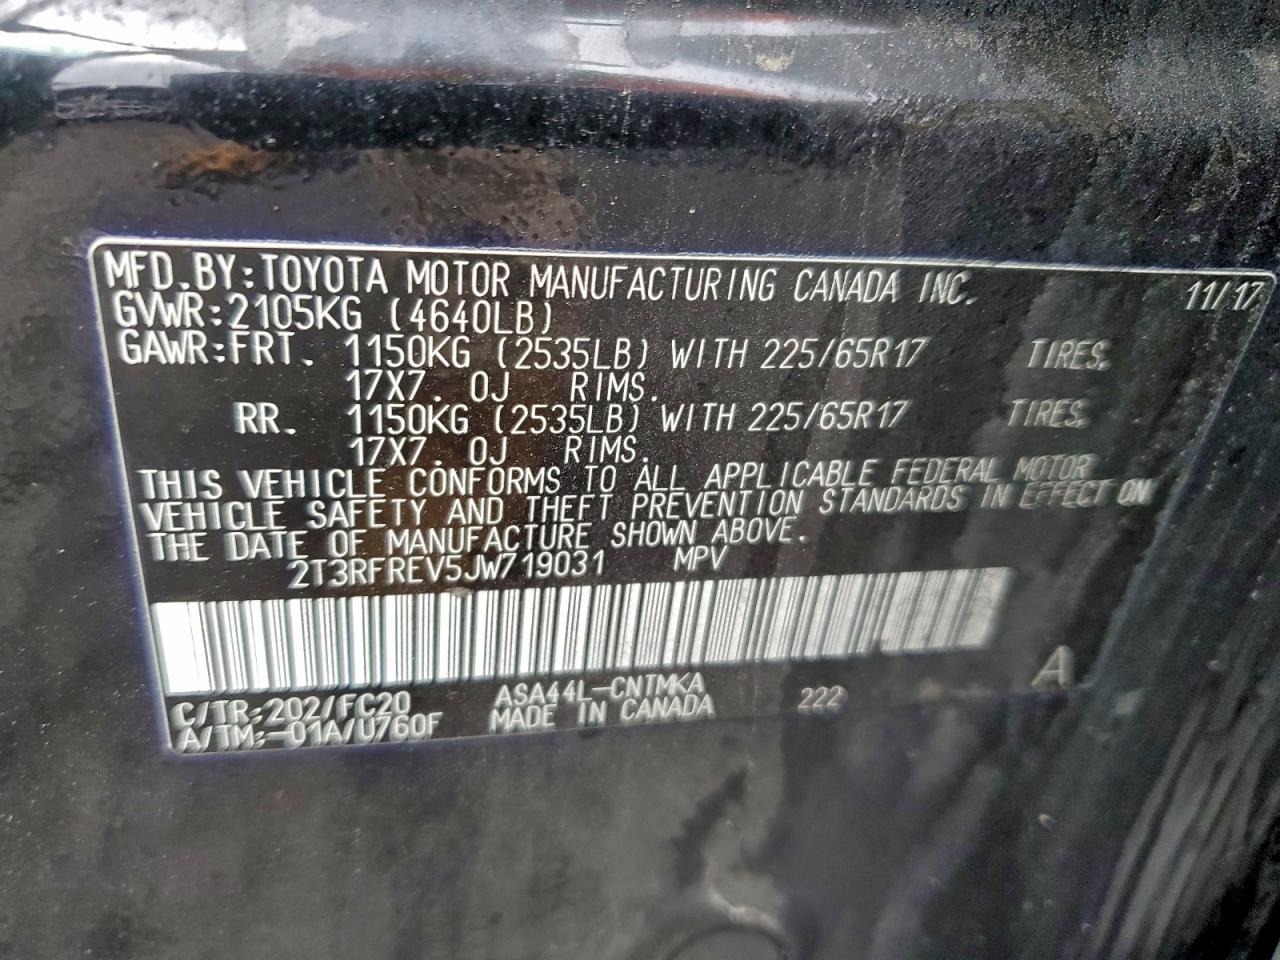 MFD.BY:TOYOTA MOTOR MANUFACTURING CANADA INC. 11/17
GVWR:2105KG (4640LB)
GAWR:FRT. 1150KG (2535LB) WITH 225/65R17 TIRES.
17X7. 0J RIMS.
RR. 1150KG (2535LB) WITH 225/65R17 TIRES.
17X7. 0J RIMS.
THIS VEHICLE CONFORMS TO ALL APPLICABLE FEDERAL MOTOR
VEHICLE SAFETY AND THEFT PREVENTION STANDARDS IN EFFECT ON
THE DATE OF MANUFACTURE SHOWN ABOVE.
2T3RFREV5JW719031 MPV
C/TR:202/FC20 ASA44L-CNTMKA 222 A
A/TM:-01A/U760F MADE IN CANADA